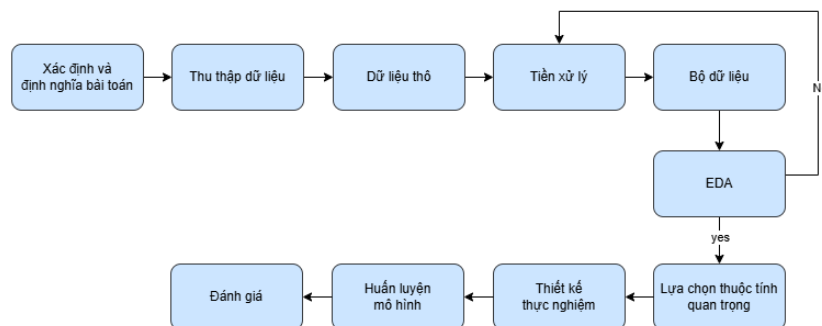 Xác định và
định nghĩa bài toán
Thu thập dữ liệu
Dữ liệu thô
Tiền xử lý
Bộ dữ liệu
N
EDA
yes
Đánh giá
Huấn luyện
mô hình
Thiết kế
thực nghiệm
Lựa chọn thuộc tính
quan trọng